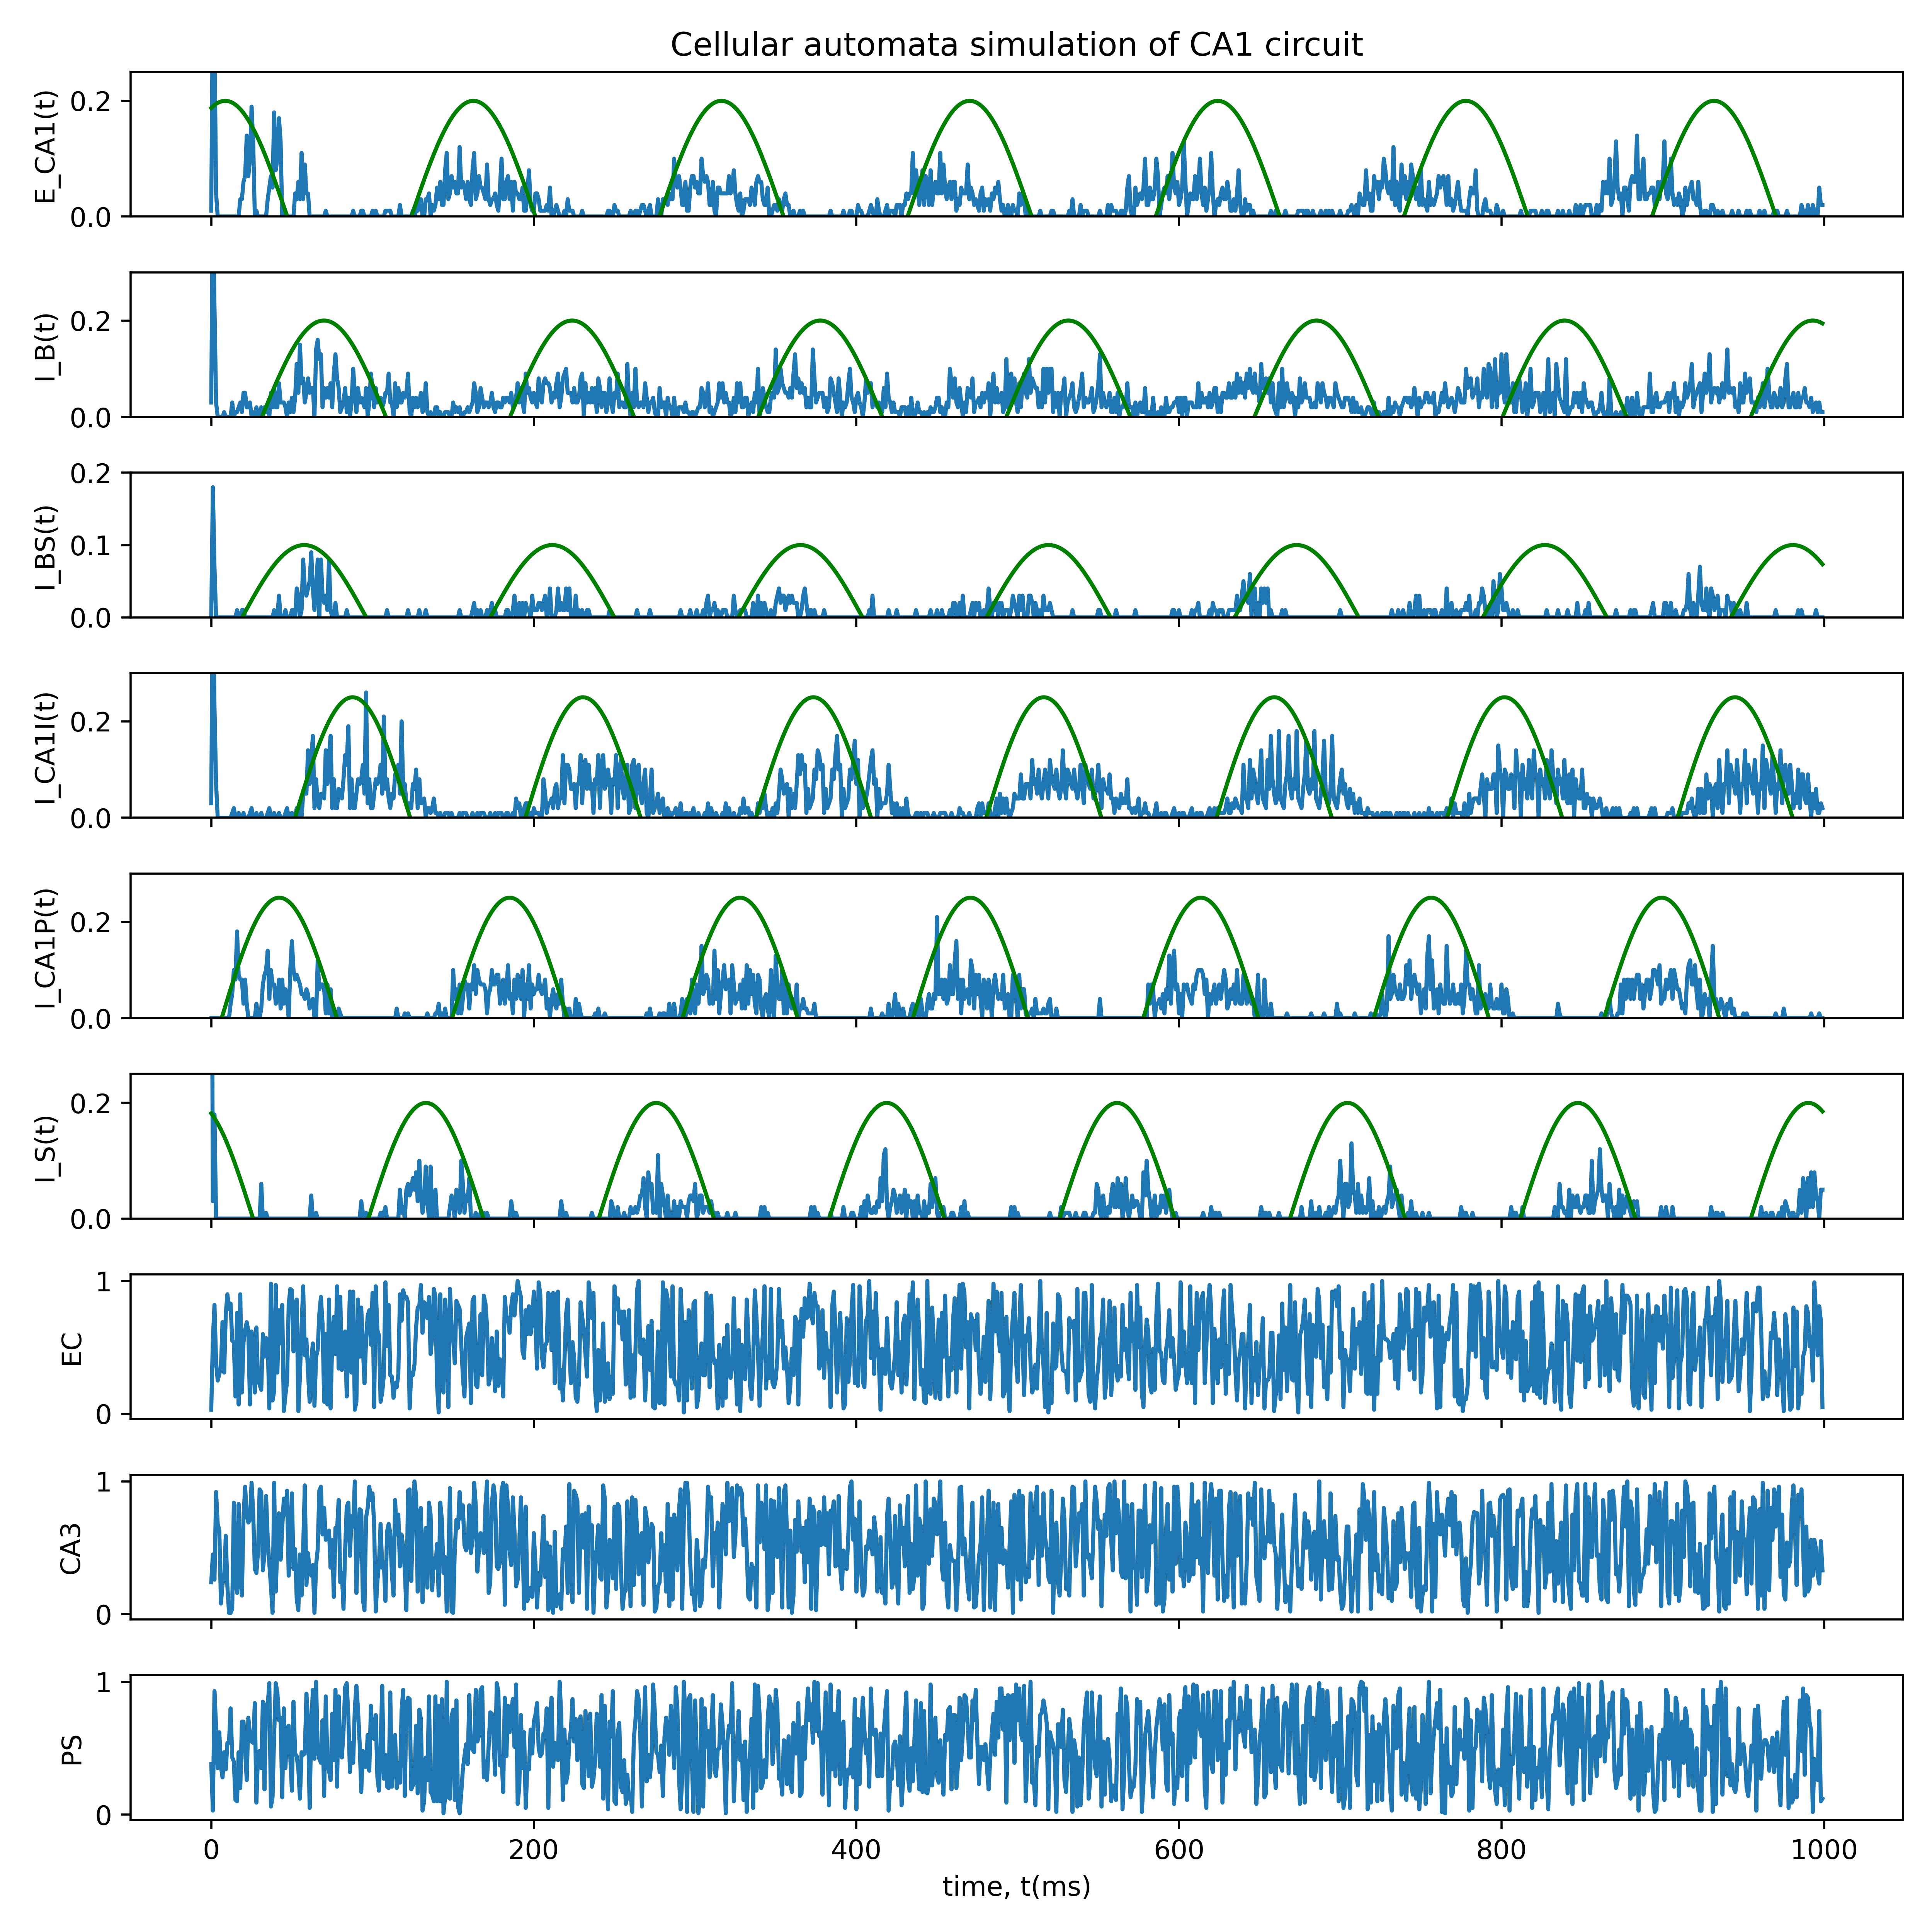 Cellular automata simulation of CA1 circuit
E_CA1(t)
0.2
0.0
I_B(t)
0.2
0.0
I_BS(t)
0.2
0.1
0.0
I_CA1I(t)
0.2
0.0
I_CA1P(t)
0.2
0.0
I_S(t)
0.2
0.0
EC
1
0
CA3
1
0
PS
1
0
0 200 400 600 800 1000
time, t(ms)